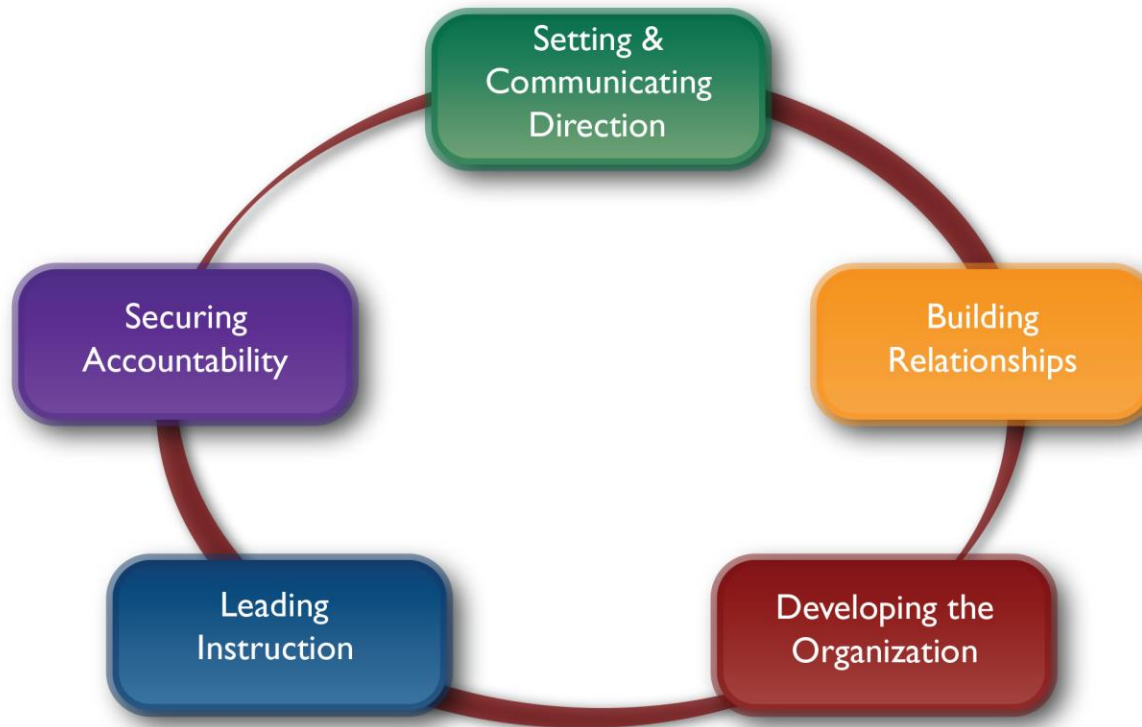 Setting &
Communicating
Direction
Building
Relationships
Developing the
Organization
Leading
Instruction
Securing
Accountability